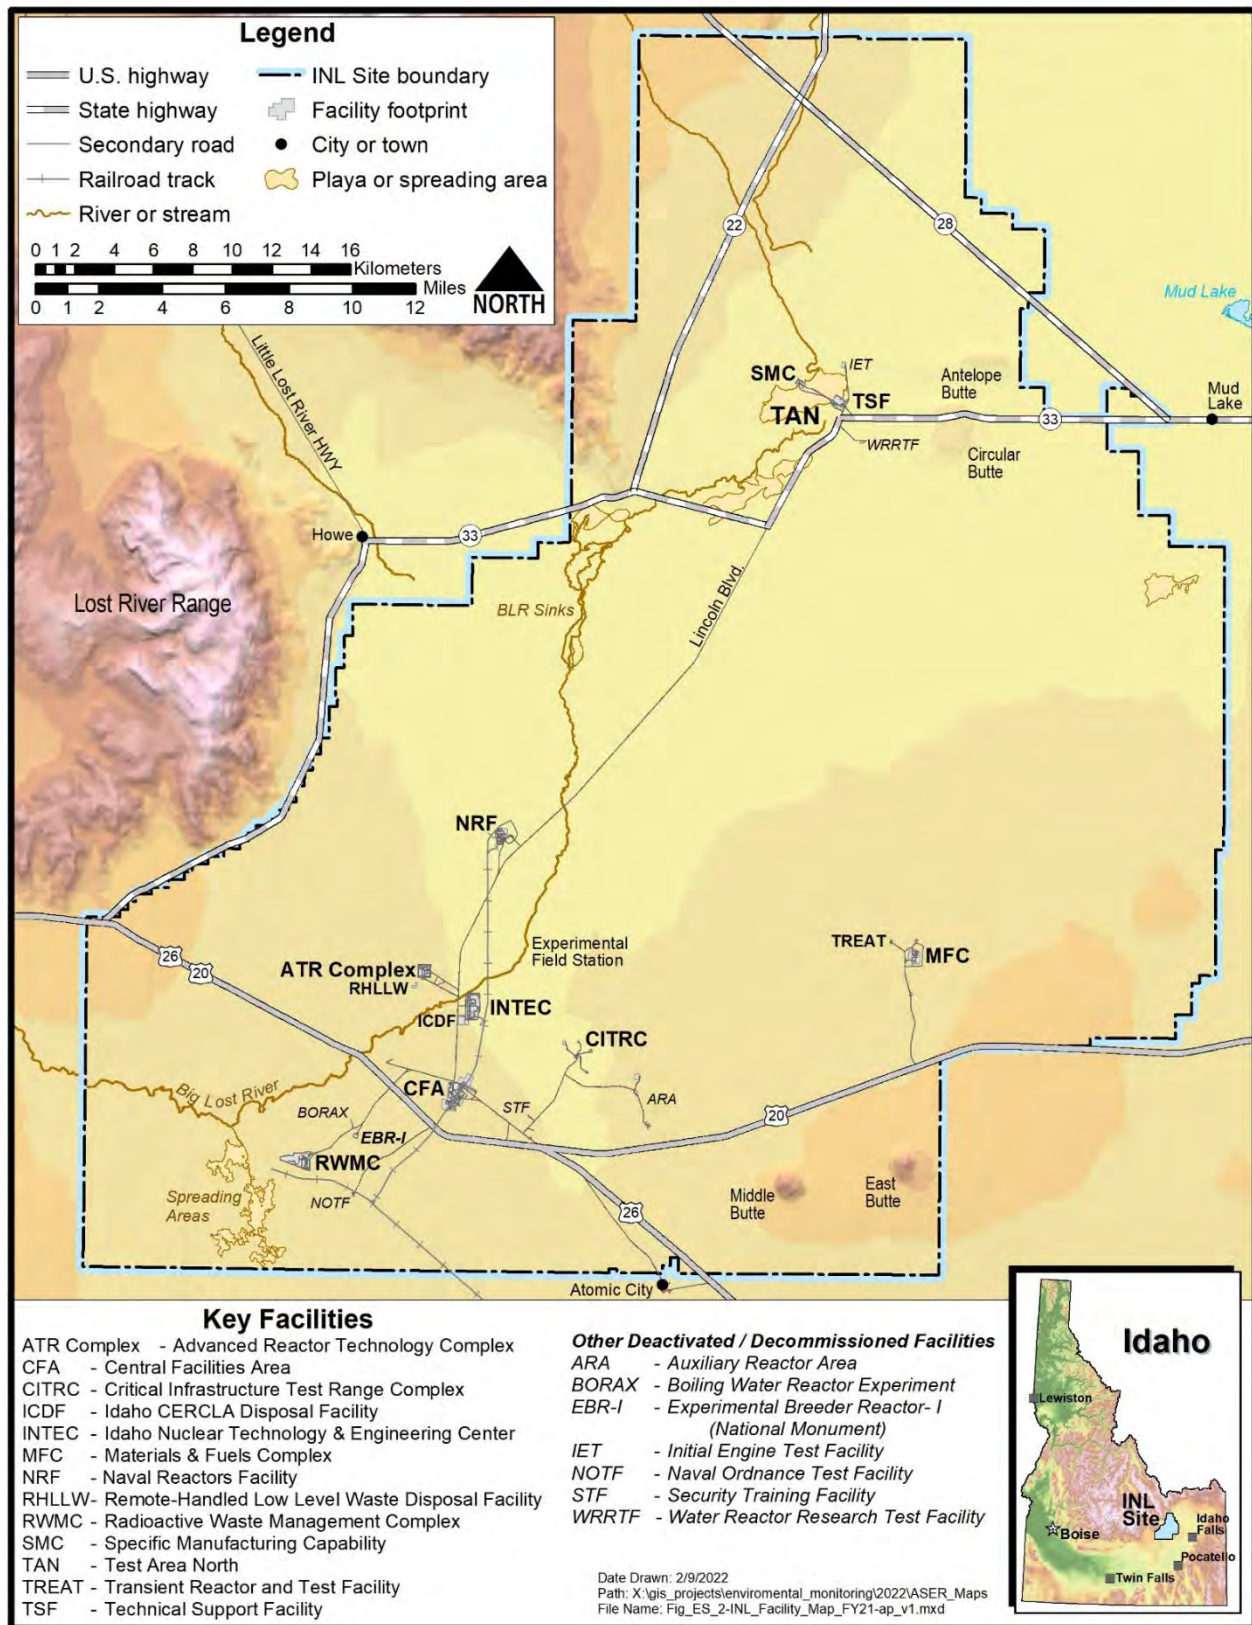 Legend
U.S. highway
State highway
Secondary road
Railroad track
River or stream
INL Site boundary
Facility footprint
City or town
Playa or spreading area
0 1 2 4 6 8 10 12 14 16
Kilometers
Miles
0 1 2 4 6 8 10 12
NORTH
22
28
Mud Lake
Little Lost River HWY
IET
SMC
TSF
TAN
Antelope
Butte
Mud
Lake
33
WRRTF
Circular
Butte
Howe
33
Lost River Range
BLR Sinks
Lincoln Blvd.
NRF
26
20
Experimental
Field Station
TREAT
MFC
ATR Complex
RHLLW
INTEC
ICDF
CITRC
CFA
Big Lost River
BORAX
STF
ARA
20
EBR-I
RWMC
Spreading
Areas
NOTF
Middle
Butte
East
Butte
26
Atomic City
Key Facilities
ATR Complex - Advanced Reactor Technology Complex
CFA - Central Facilities Area
CITRC - Critical Infrastructure Test Range Complex
ICDF - Idaho CERCLA Disposal Facility
INTEC - Idaho Nuclear Technology & Engineering Center
MFC - Materials & Fuels Complex
NRF - Naval Reactors Facility
RHLLW- Remote-Handled Low Level Waste Disposal Facility
RWMC - Radioactive Waste Management Complex
SMC - Specific Manufacturing Capability
TAN - Test Area North
TREAT - Transient Reactor and Test Facility
TSF - Technical Support Facility
Other Deactivated / Decommissioned Facilities
ARA - Auxiliary Reactor Area
BORAX - Boiling Water Reactor Experiment
EBR-I - Experimental Breeder Reactor- I
(National Monument)
IET - Initial Engine Test Facility
NOTF - Naval Ordnance Test Facility
STF - Security Training Facility
WRRTF - Water Reactor Research Test Facility
Date Drawn: 2/9/2022
Path: X:\gis_projects\enviromental_monitoring\2022\ASER_Maps
File Name: Fig_ES_2-INL_Facility_Map_FY21-ap_v1.mxd
Idaho
Lewiston
INL
Site
Idaho
Falls
Boise
Pocatello
Twin Falls